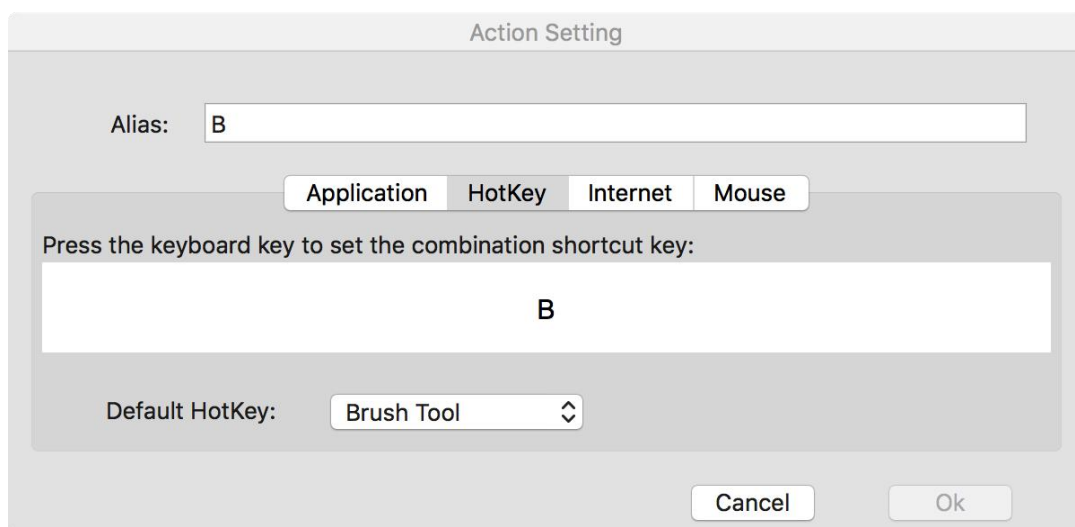 Action Setting
Alias: B
Application HotKey Internet Mouse
Press the keyboard key to set the combination shortcut key:
B
Default HotKey: Brush Tool
Cancel Ok